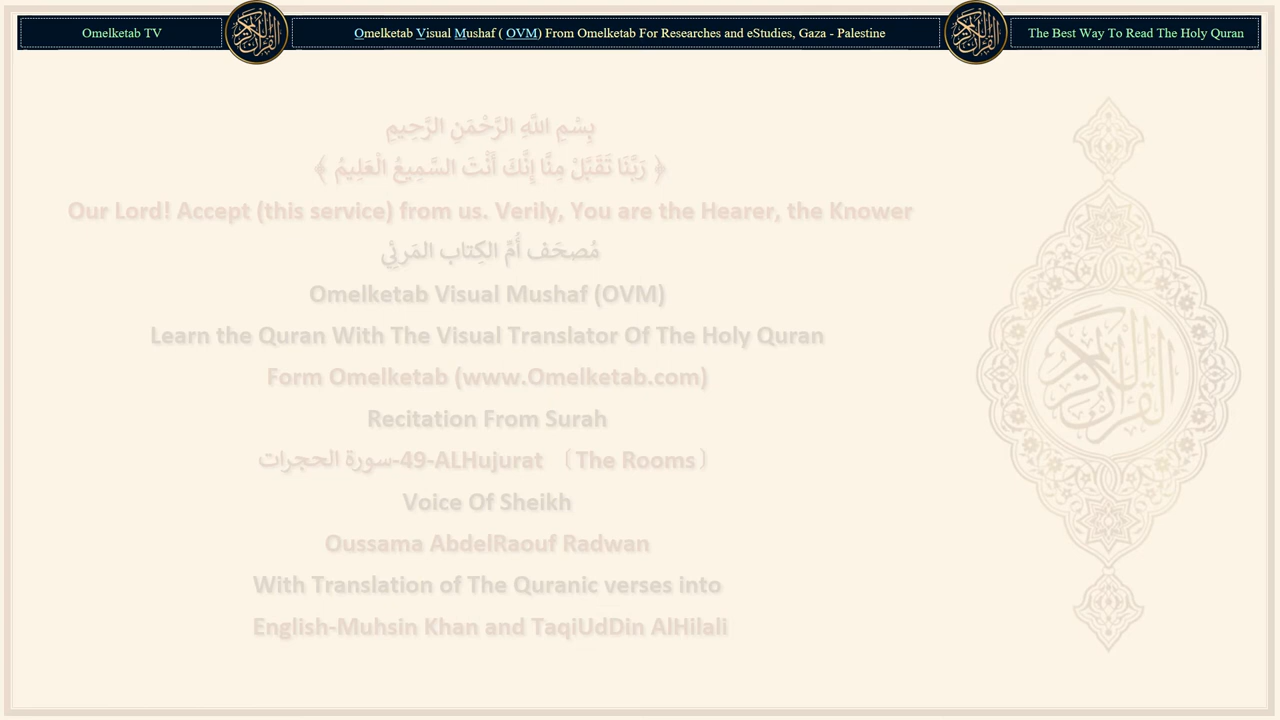 Omelketab TV
Omelketab Visual Mushaf ( OVM) From Omelketab For Researches and eStudies, Gaza - Palestine
The Best Way To Read The Holy Quran
بِسْمِ اللَّهِ الرَّحْمَنِ الرَّحِيمِ
﴿ رَبَّنَا تَقَبَّلْ مِنَّا إِنَّكَ أَنْتَ السَّمِيعُ الْعَلِيمُ ﴾
Our Lord! Accept (this service) from us. Verily, You are the Hearer, the Knower
مُصحَفْ أُمِّ الكِتاب المَرئِي
Omelketab Visual Mushaf (OVM)
Learn the Quran With The Visual Translator Of The Holy Quran
Form Omelketab (www.Omelketab.com)
Recitation From Surah
سورة الحجرات-49-ALHujurat 〔The Rooms〕
Voice Of Sheikh
Oussama AbdelRaouf Radwan
With Translation of The Quranic verses into
English-Muhsin Khan and TaqiUdDin AlHilali
القرآن الكريم